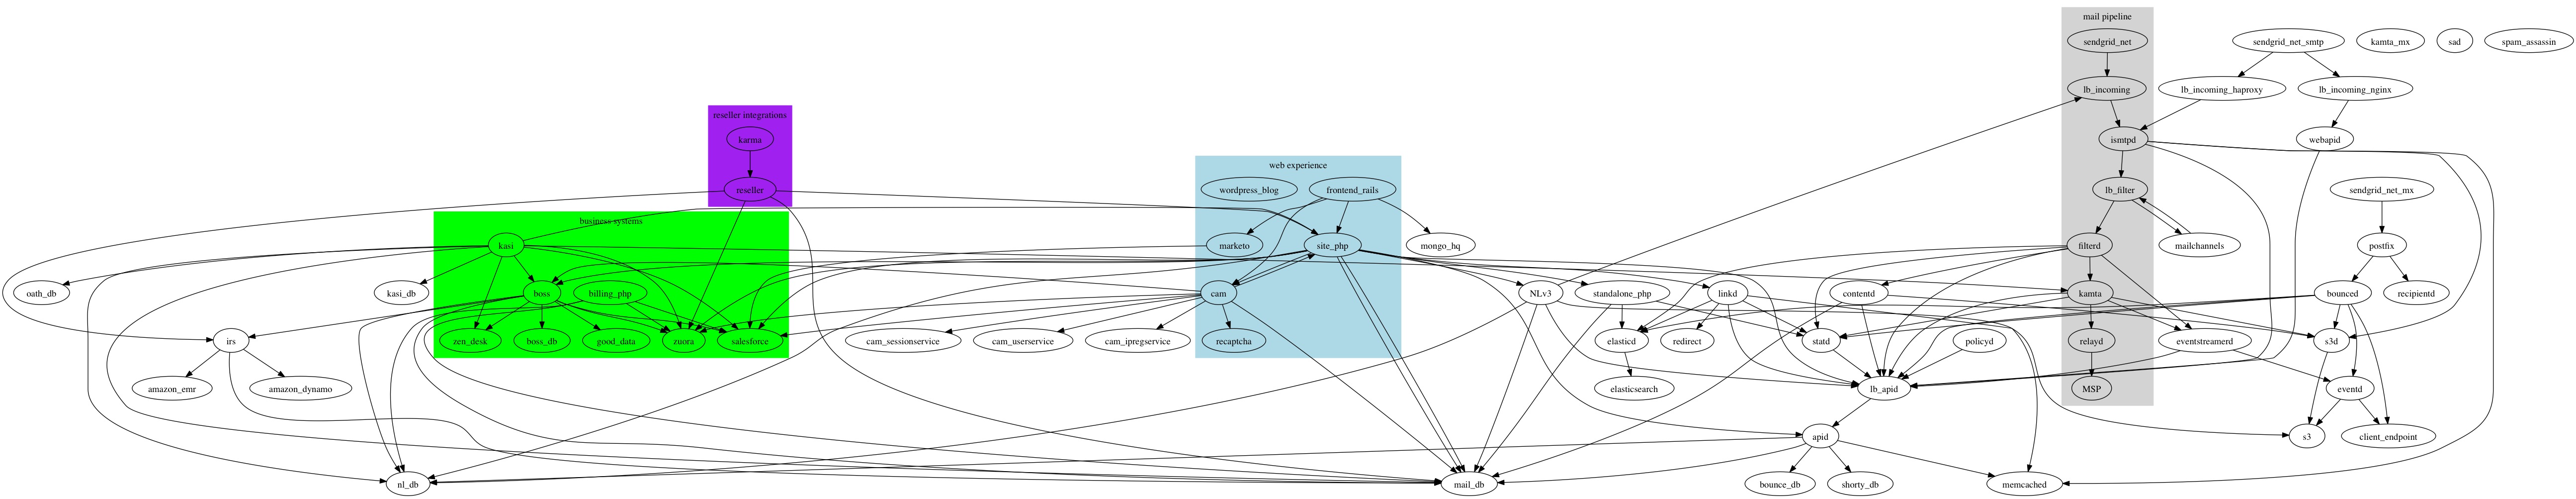 mail pipeline
sendgrid_net
sendgrid_net_smtp
kamta_mx
sad
spam_assassin
lb_incoming
lb_incoming_haproxy
lb_incoming_nginx
reseller integrations
karma
ismtpd
webapid
web experience
reseller
wordpress_blog
frontend_rails
lb_filter
sendgrid_net_mx
business systems
kasi
marketo
site_php
mongo_hq
filterd
mailchannels
postfix
oath_db
kasi_db
boss
billing_php
cam
NLv3
standalone_php
linkd
contentd
kamta
bounced
recipientd
irs
zen_desk
boss_db
good_data
zuora
salesforce
cam_sessionservice
cam_userservice
cam_ipregservice
recaptcha
elasticd
redirect
statd
policyd
relayd
eventstreamerd
s3d
amazon_emr
amazon_dynamo
elasticsearch
lb_apid
MSP
eventd
apid
s3
client_endpoint
nl_db
mail_db
bounce_db
shorty_db
memcached